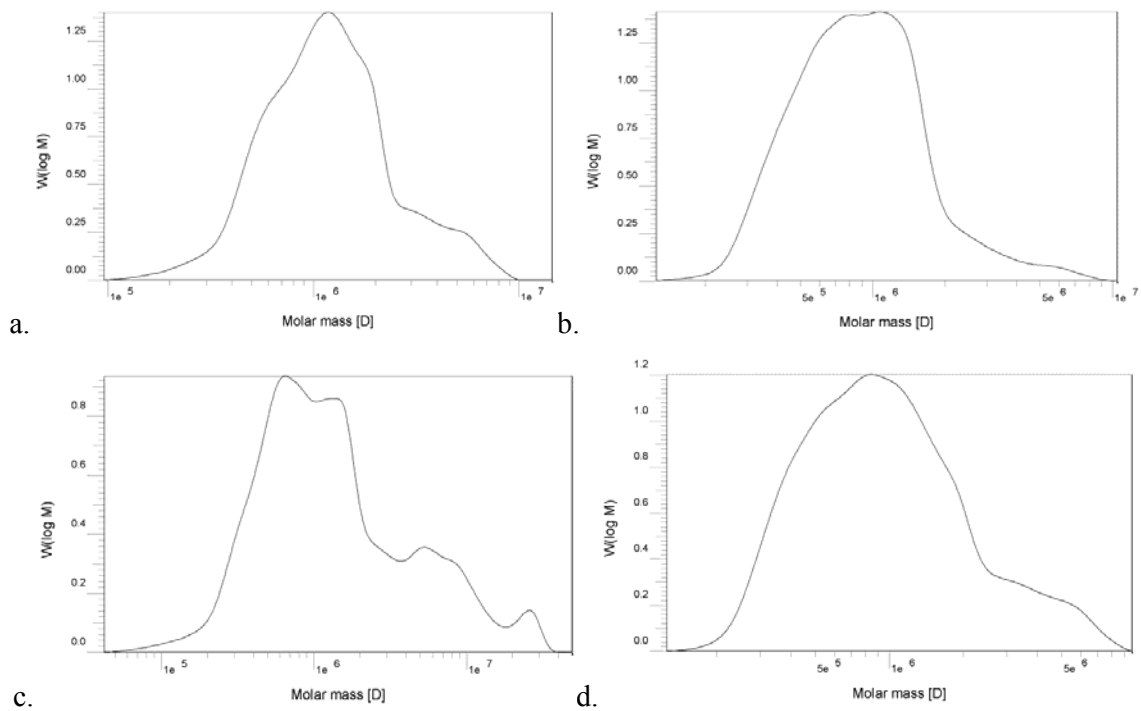 1.25
1.00
0.75
0.50
0.25
0.00
W(log M)
1e 5
1e 6
1e 7
Molar mass [D]
a.
1.25
1.00
0.75
0.50
0.25
0.00
W(log M)
5e 5
1e 6
5e 6
1e 7
Molar mass [D]
b.
0.8
0.6
0.4
0.2
0.0
W(log M)
1e 5
1e 6
1e 7
Molar mass [D]
c.
1.2
1.0
0.8
0.6
0.4
0.2
0.0
W(log M)
5e 5
1e 6
5e 6
Molar mass [D]
d.